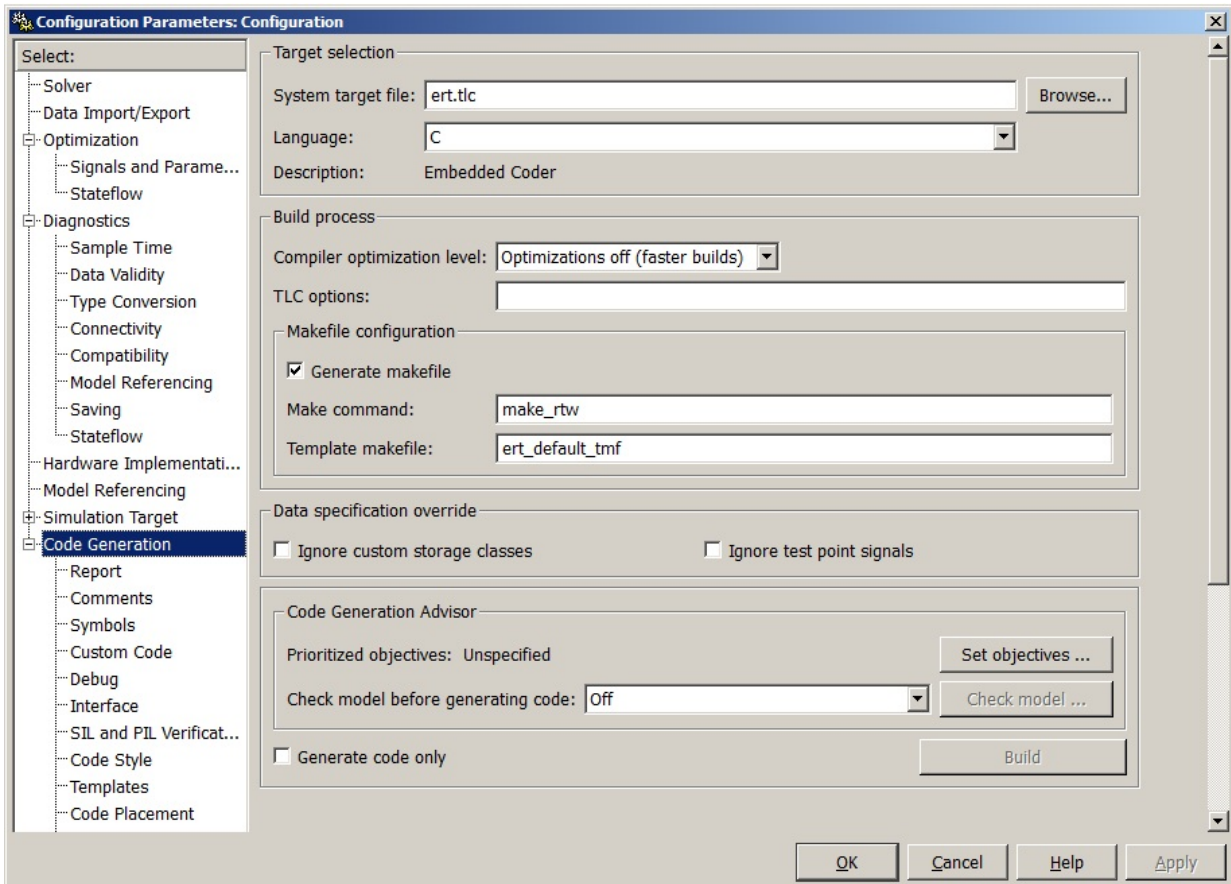 Configuration Parameters: Configuration
Select:
Solver
Data Import/Export
Optimization
Signals and Parame...
Stateflow
Diagnostics
Sample Time
Data Validity
Type Conversion
Connectivity
Compatibility
Model Referencing
Saving
Stateflow
Hardware Implementati...
Model Referencing
Simulation Target
Code Generation
Report
Comments
Symbols
Custom Code
Debug
Interface
SIL and PIL Verificat...
Code Style
Templates
Code Placement
Target selection
System target file: ert.tlc Browse...
Language: C
Description: Embedded Coder
Build process
Compiler optimization level: Optimizations off (faster builds)
TLC options:
Makefile configuration
Generate makefile
Make command: make_rtw
Template makefile: ert_default_tmf
Data specification override
Ignore custom storage classes Ignore test point signals
Code Generation Advisor
Prioritized objectives: Unspecified Set objectives ...
Check model before generating code: Off Check model ...
Generate code only Build
OK Cancel Help Apply